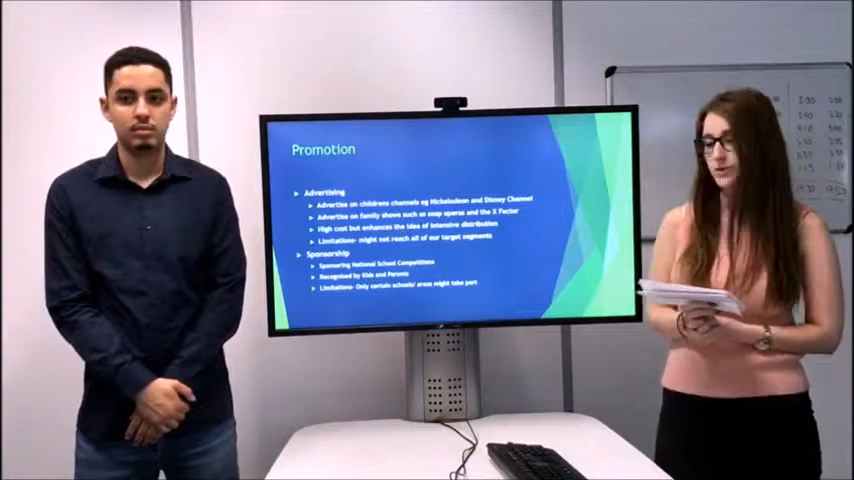 Promotion
Advertising
Advertise on childrens channels eg Nickelodeon and Disney Channel
Advertise on family shows such as soap operas and the X Factor
High cost but enhances the idea of intensive distribution
Limitations- might not reach all of our target segments
Sponsorship
Sponsoring National School Competition
Recognised by Kids and Parents
Limitations- Only certain schools/ areas might take part